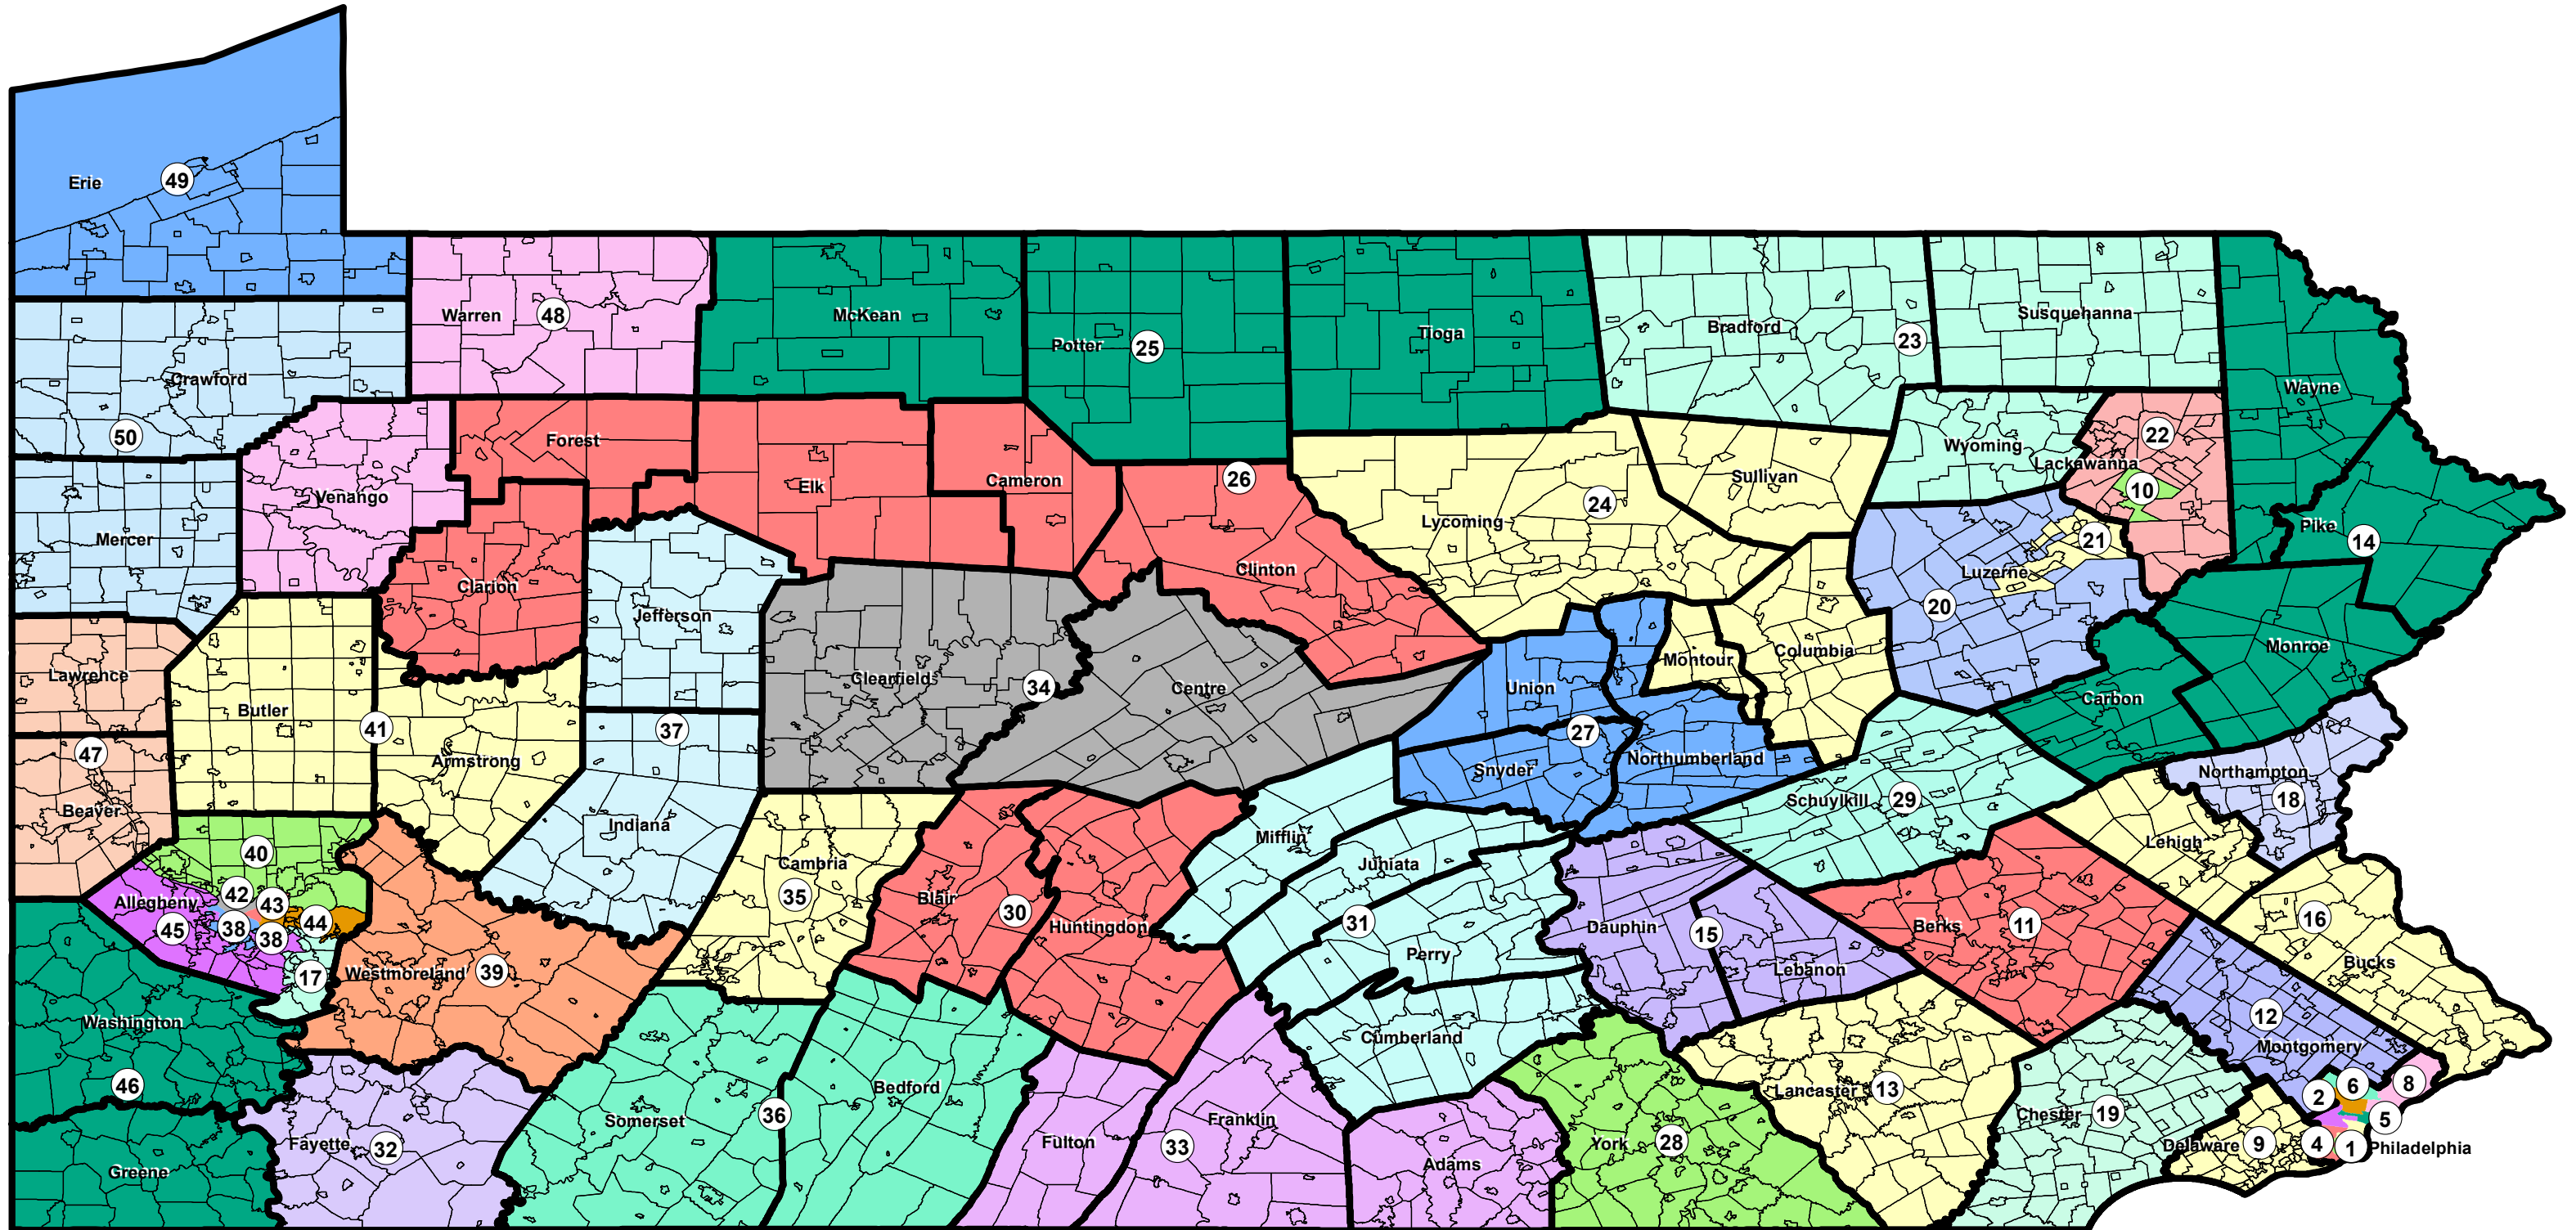 Erie
49
Warren
48
McKean
Potter
25
Tioga
Bradford
23
Susquehanna
Wayne
Crawford
50
Forest
Venango
Elk
Cameron
26
Lycoming
24
Sullivan
Wyoming
22
Lackawanna
10
Mercer
Clarion
Jefferson
Clinton
21
Luzerne
20
Pike
14
Monroe
Lawrence
Butler
41
Armstrong
37
Clearfield
34
Centre
Union
27
Montour
Columbia
Carbon
47
Beaver
Indiana
Snyder
Northumberland
Schuylkill
29
Northampton
18
40
Cambria
35
Mifflin
Juniata
Lehigh
Allegheny
42
43
44
45
38
38
17
Westmoreland
39
Blair
30
Huntingdon
31
Perry
Dauphin
15
Lebanon
Berks
11
16
Bucks
Washington
46
Cumberland
12
Montgomery
Somerset
36
Bedford
Franklin
Fulton
33
Adams
York
28
Lancaster
13
Chester
19
2
6
8
5
Fayette
32
Greene
Delaware
9
4
1
Philadelphia